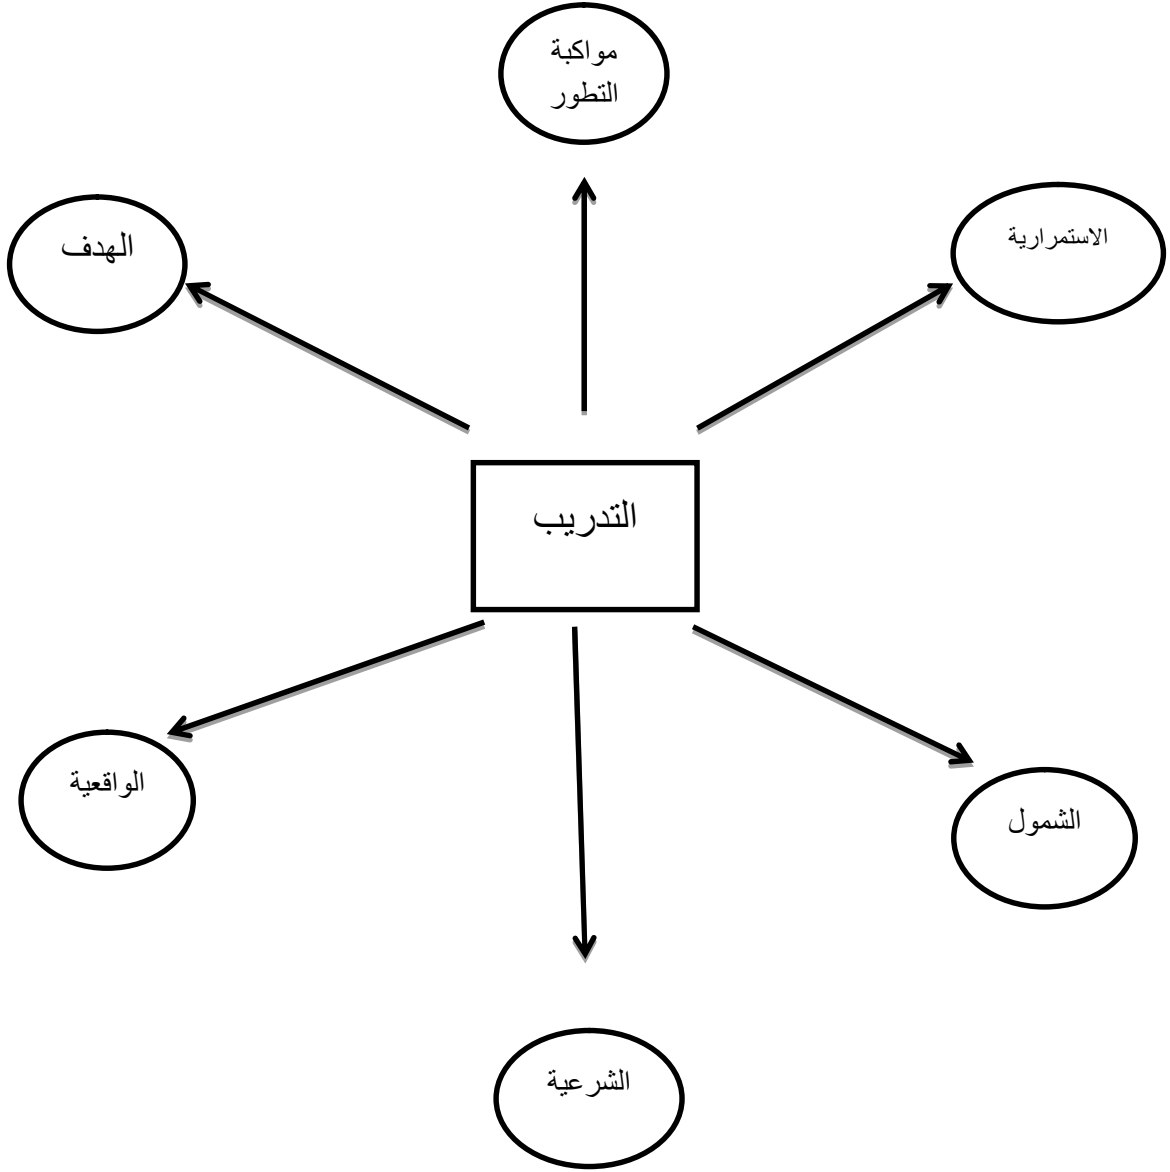 مواكبة
التطور
الاستمرارية
الهدف
التدريب
الواقعية
الشمول
الشرعية